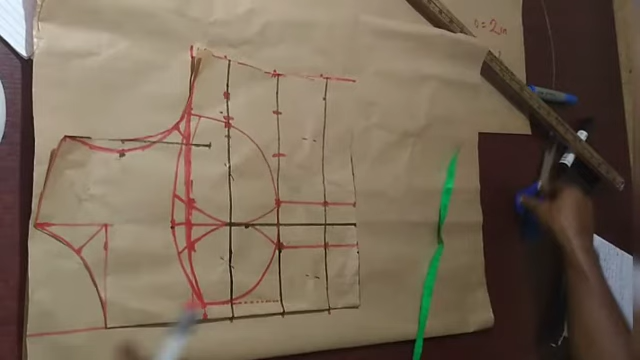 = 2in